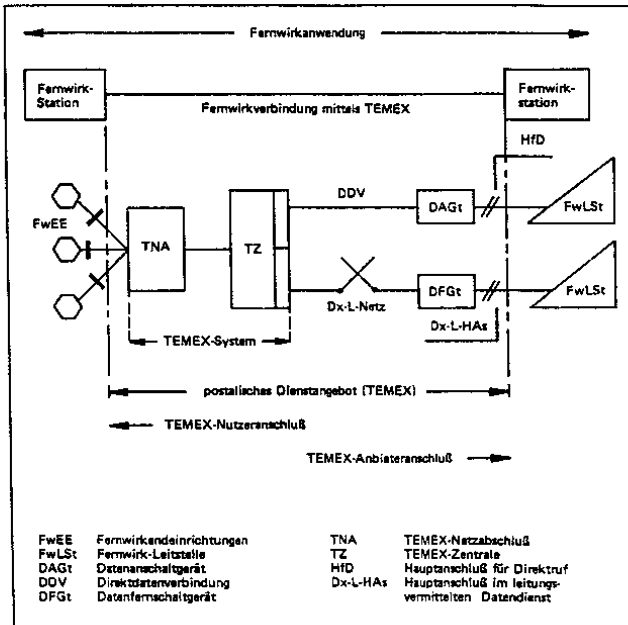 Fernwirkanwendung
Fernwirk-
Station
Fernwirk-
station
Fernwirkverbindung mittels TEMEX
HfD
DDV
FwEE
TNA
TZ
DAGt
FwLSt
Dx-L-Netz
DFGt
FwLSt
TEMEX-System
Dx-L-HAs
postalisches Dienstangebot (TEMEX)
TEMEX-Nutzeranschluß
TEMEX-Anbieteranschluß
FwEE Fernwirkendeinrichtungen
FwLSt Fernwirk-Leitstelle
DAGt Datenanschaltgerät
DDV Direktdatenverbindung
DFGt Datenfernschaltgerät
TNA TEMEX-Netzabschluß
TZ TEMEX-Zentrale
HfD Hauptanschluß für Direktruf
Dx-L-HAs Hauptanschluß im leitungs-
vermittelten Datendienst